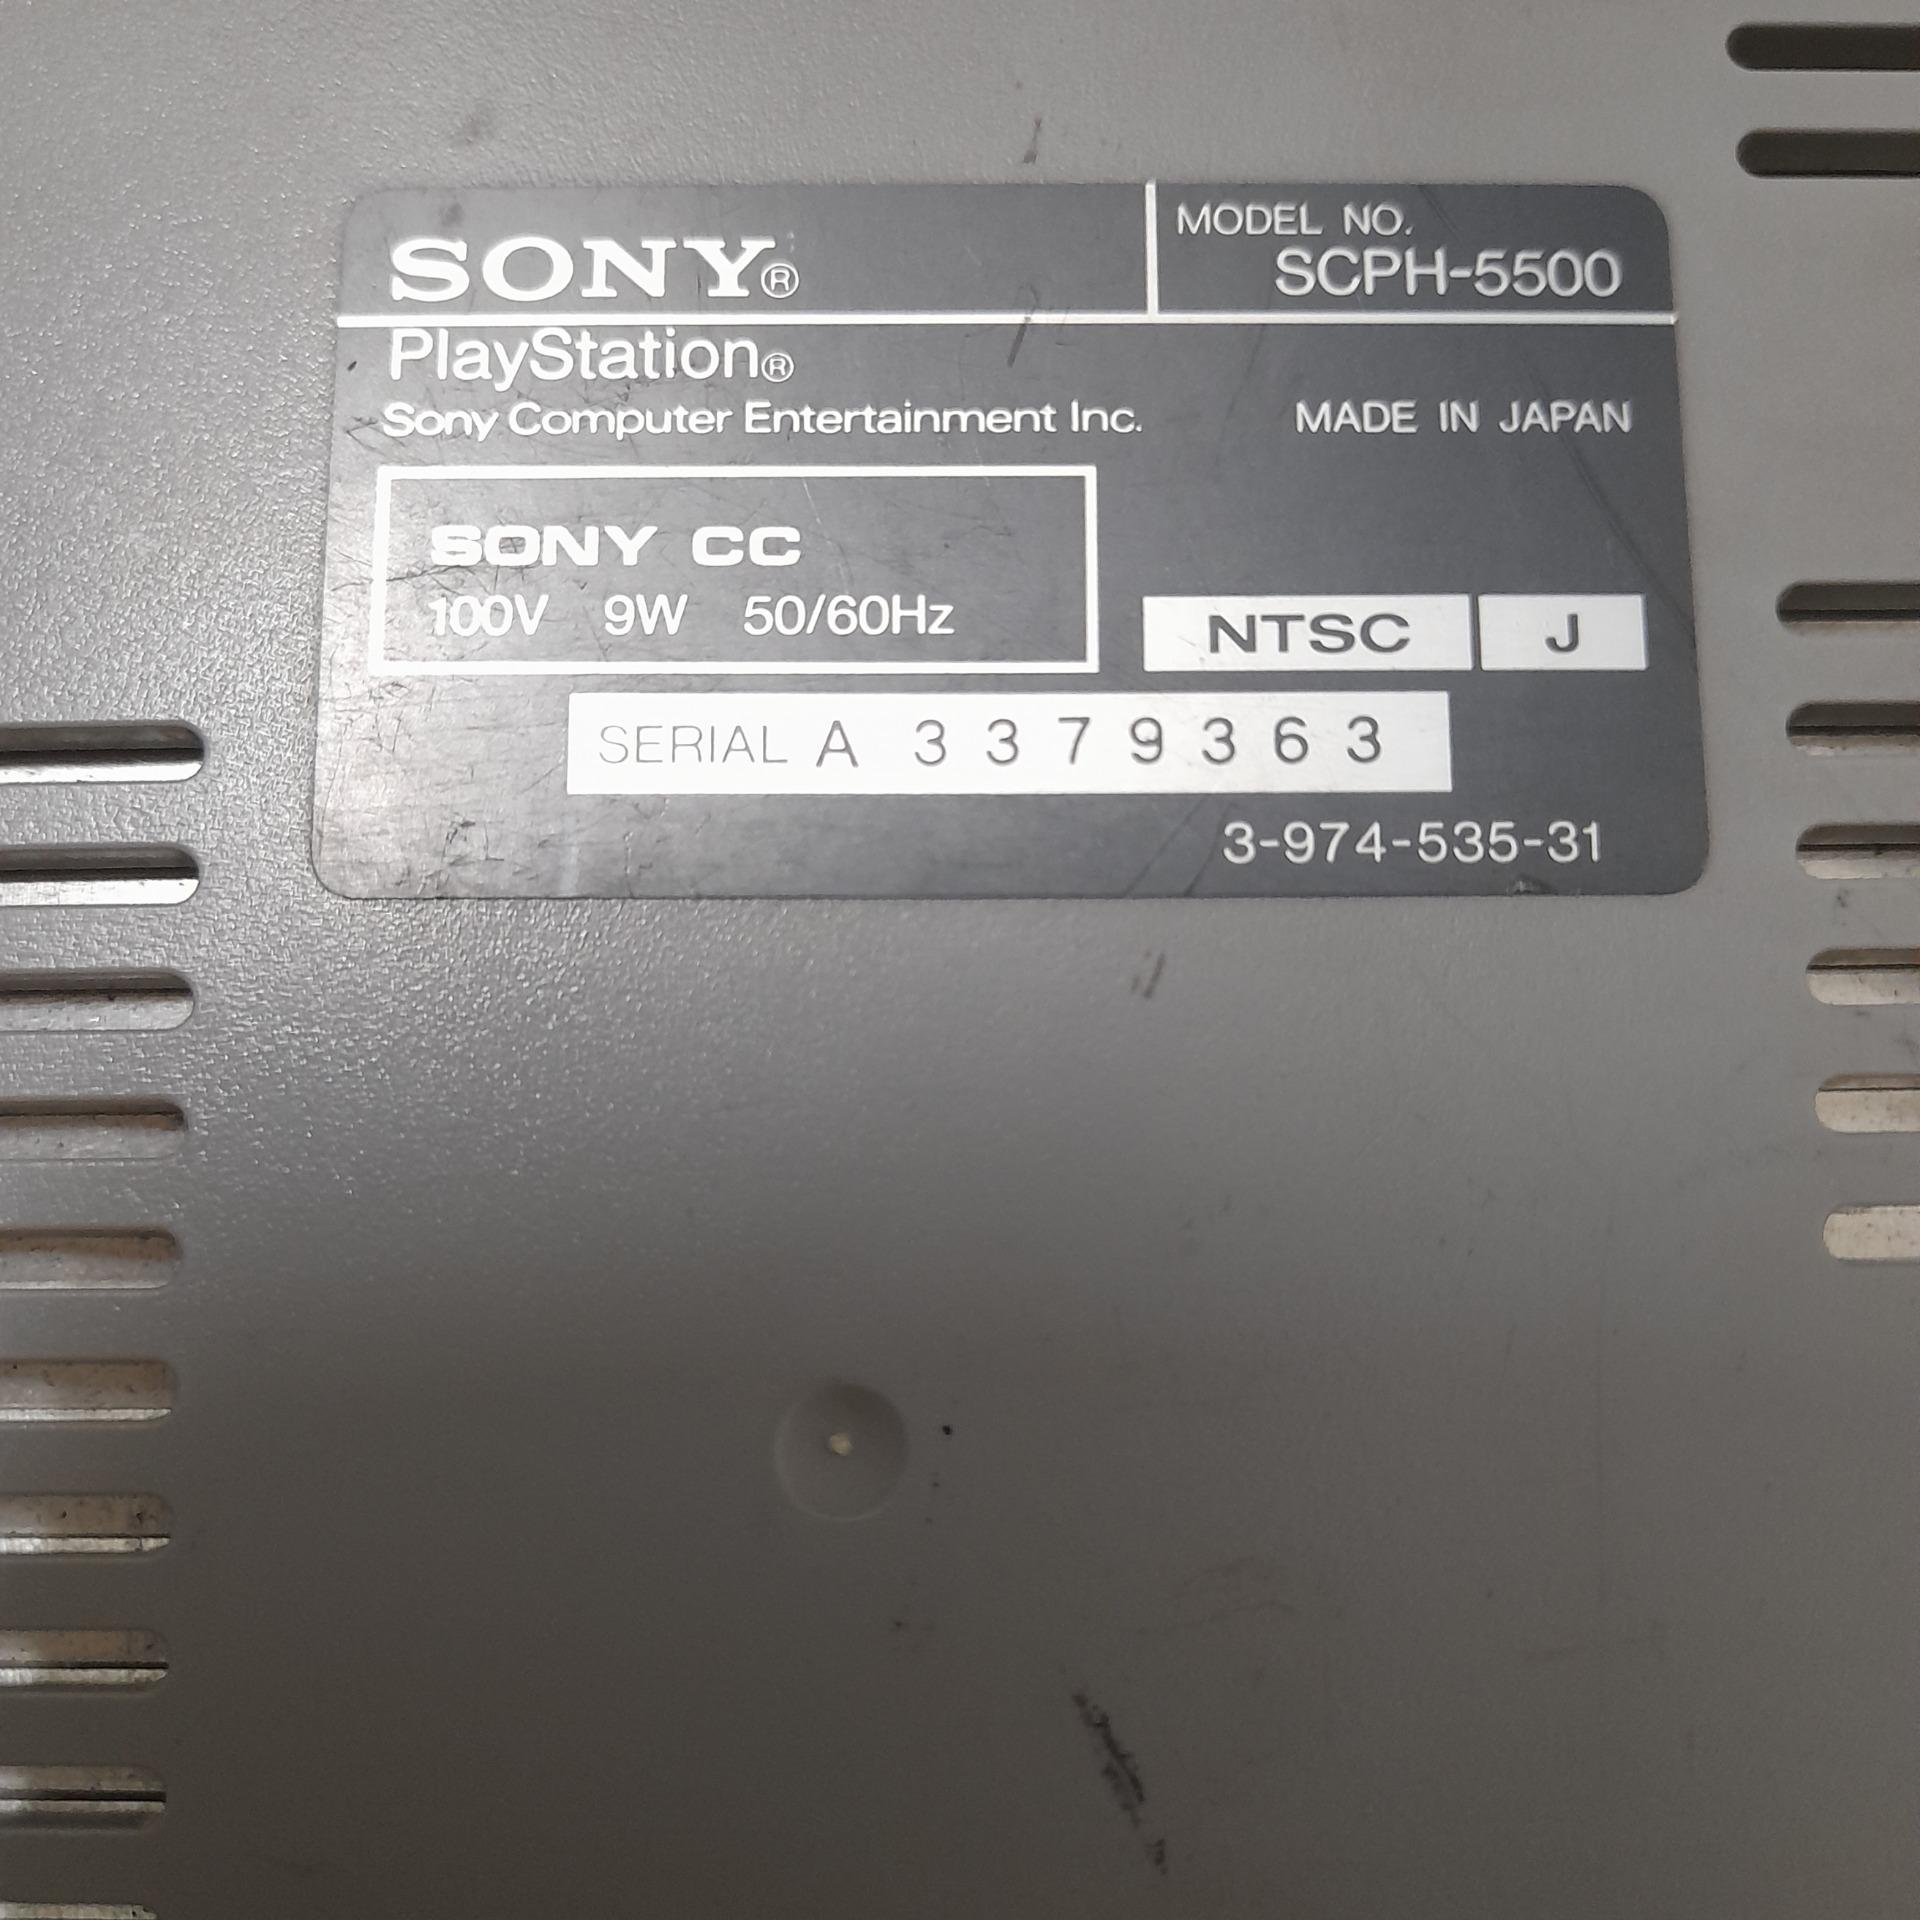 SONY®
MODEL NO.
SCPH-5500
PlayStation®
Sony Computer Entertainment Inc.
MADE IN JAPAN
SONY CC
100V 9W 50/60Hz
NTSC J
SERIAL A 3379363
3-974-535-31